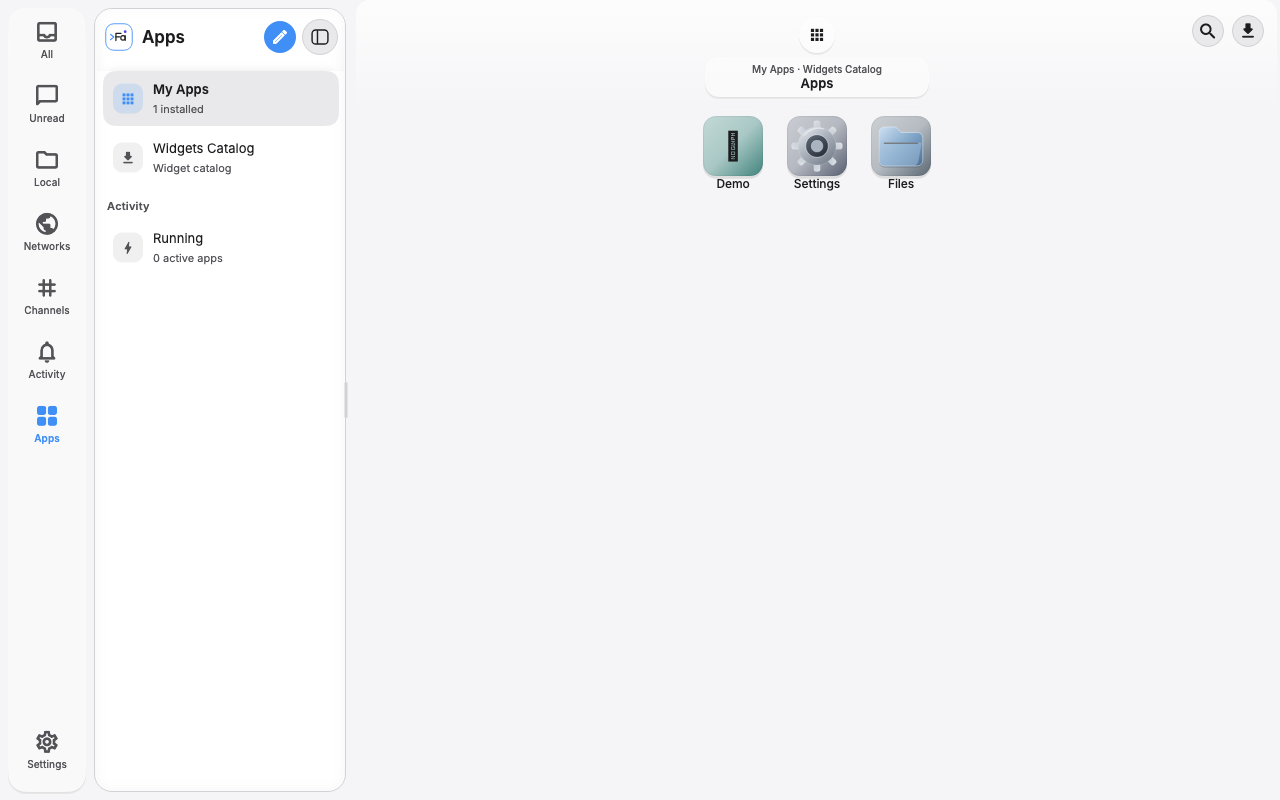 All
Unread
Local
Networks
Channels
Activity
Apps
Settings
>Fa
Apps
My Apps
1 installed
Widgets Catalog
Widget catalog
Activity
Running
0 active apps
My Apps · Widgets Catalog
Apps
Demo
Settings
Files